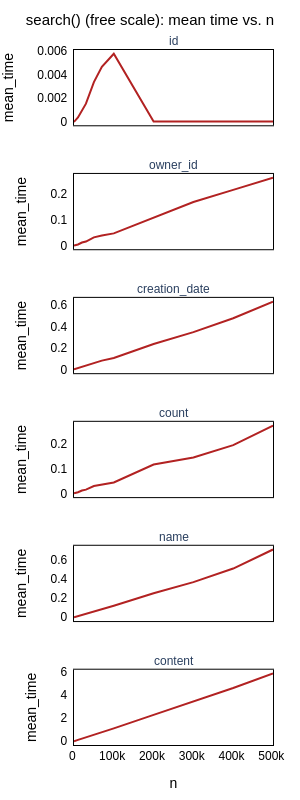 search() (free scale): mean time vs. n
id
0.006
0.004
0.002
0
mean_time
owner_id
0.2
0.1
0
mean_time
creation_date
0.6
0.4
0.2
0
mean_time
count
0.2
0.1
0
mean_time
name
0.6
0.4
0.2
0
mean_time
content
6
4
2
0
mean_time
0 100k 200k 300k 400k 500k
n